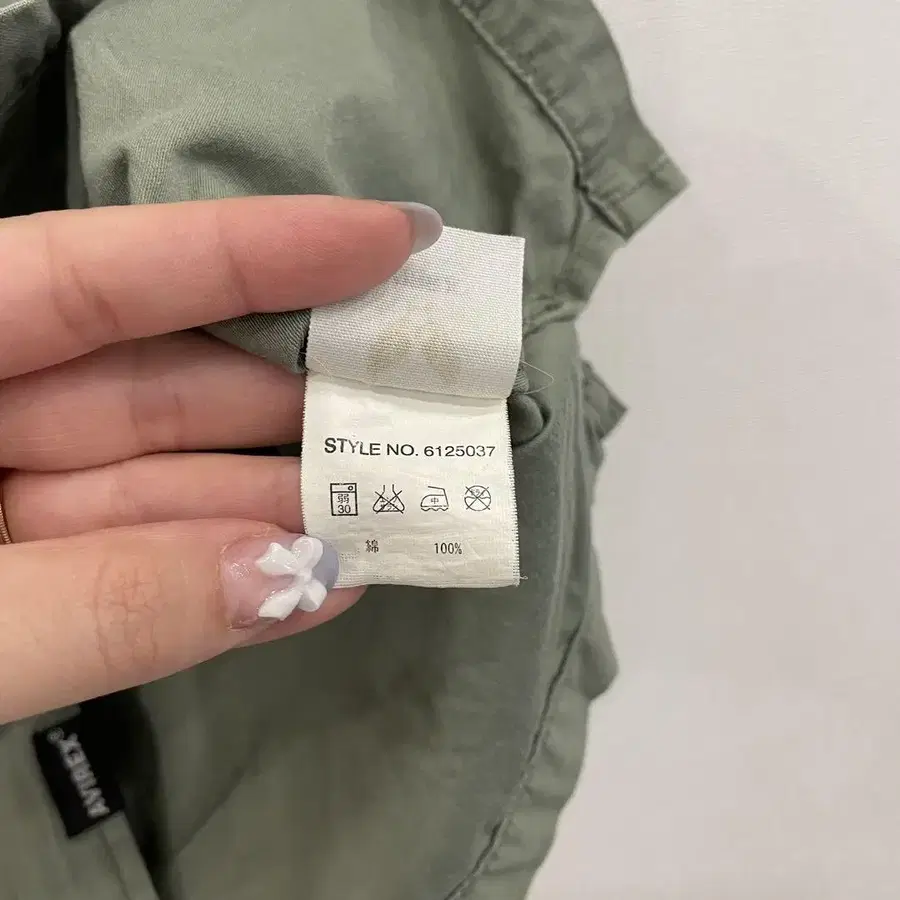 STYLE NO. 6125037
弱
30
中
綿 100%
AVIREX®